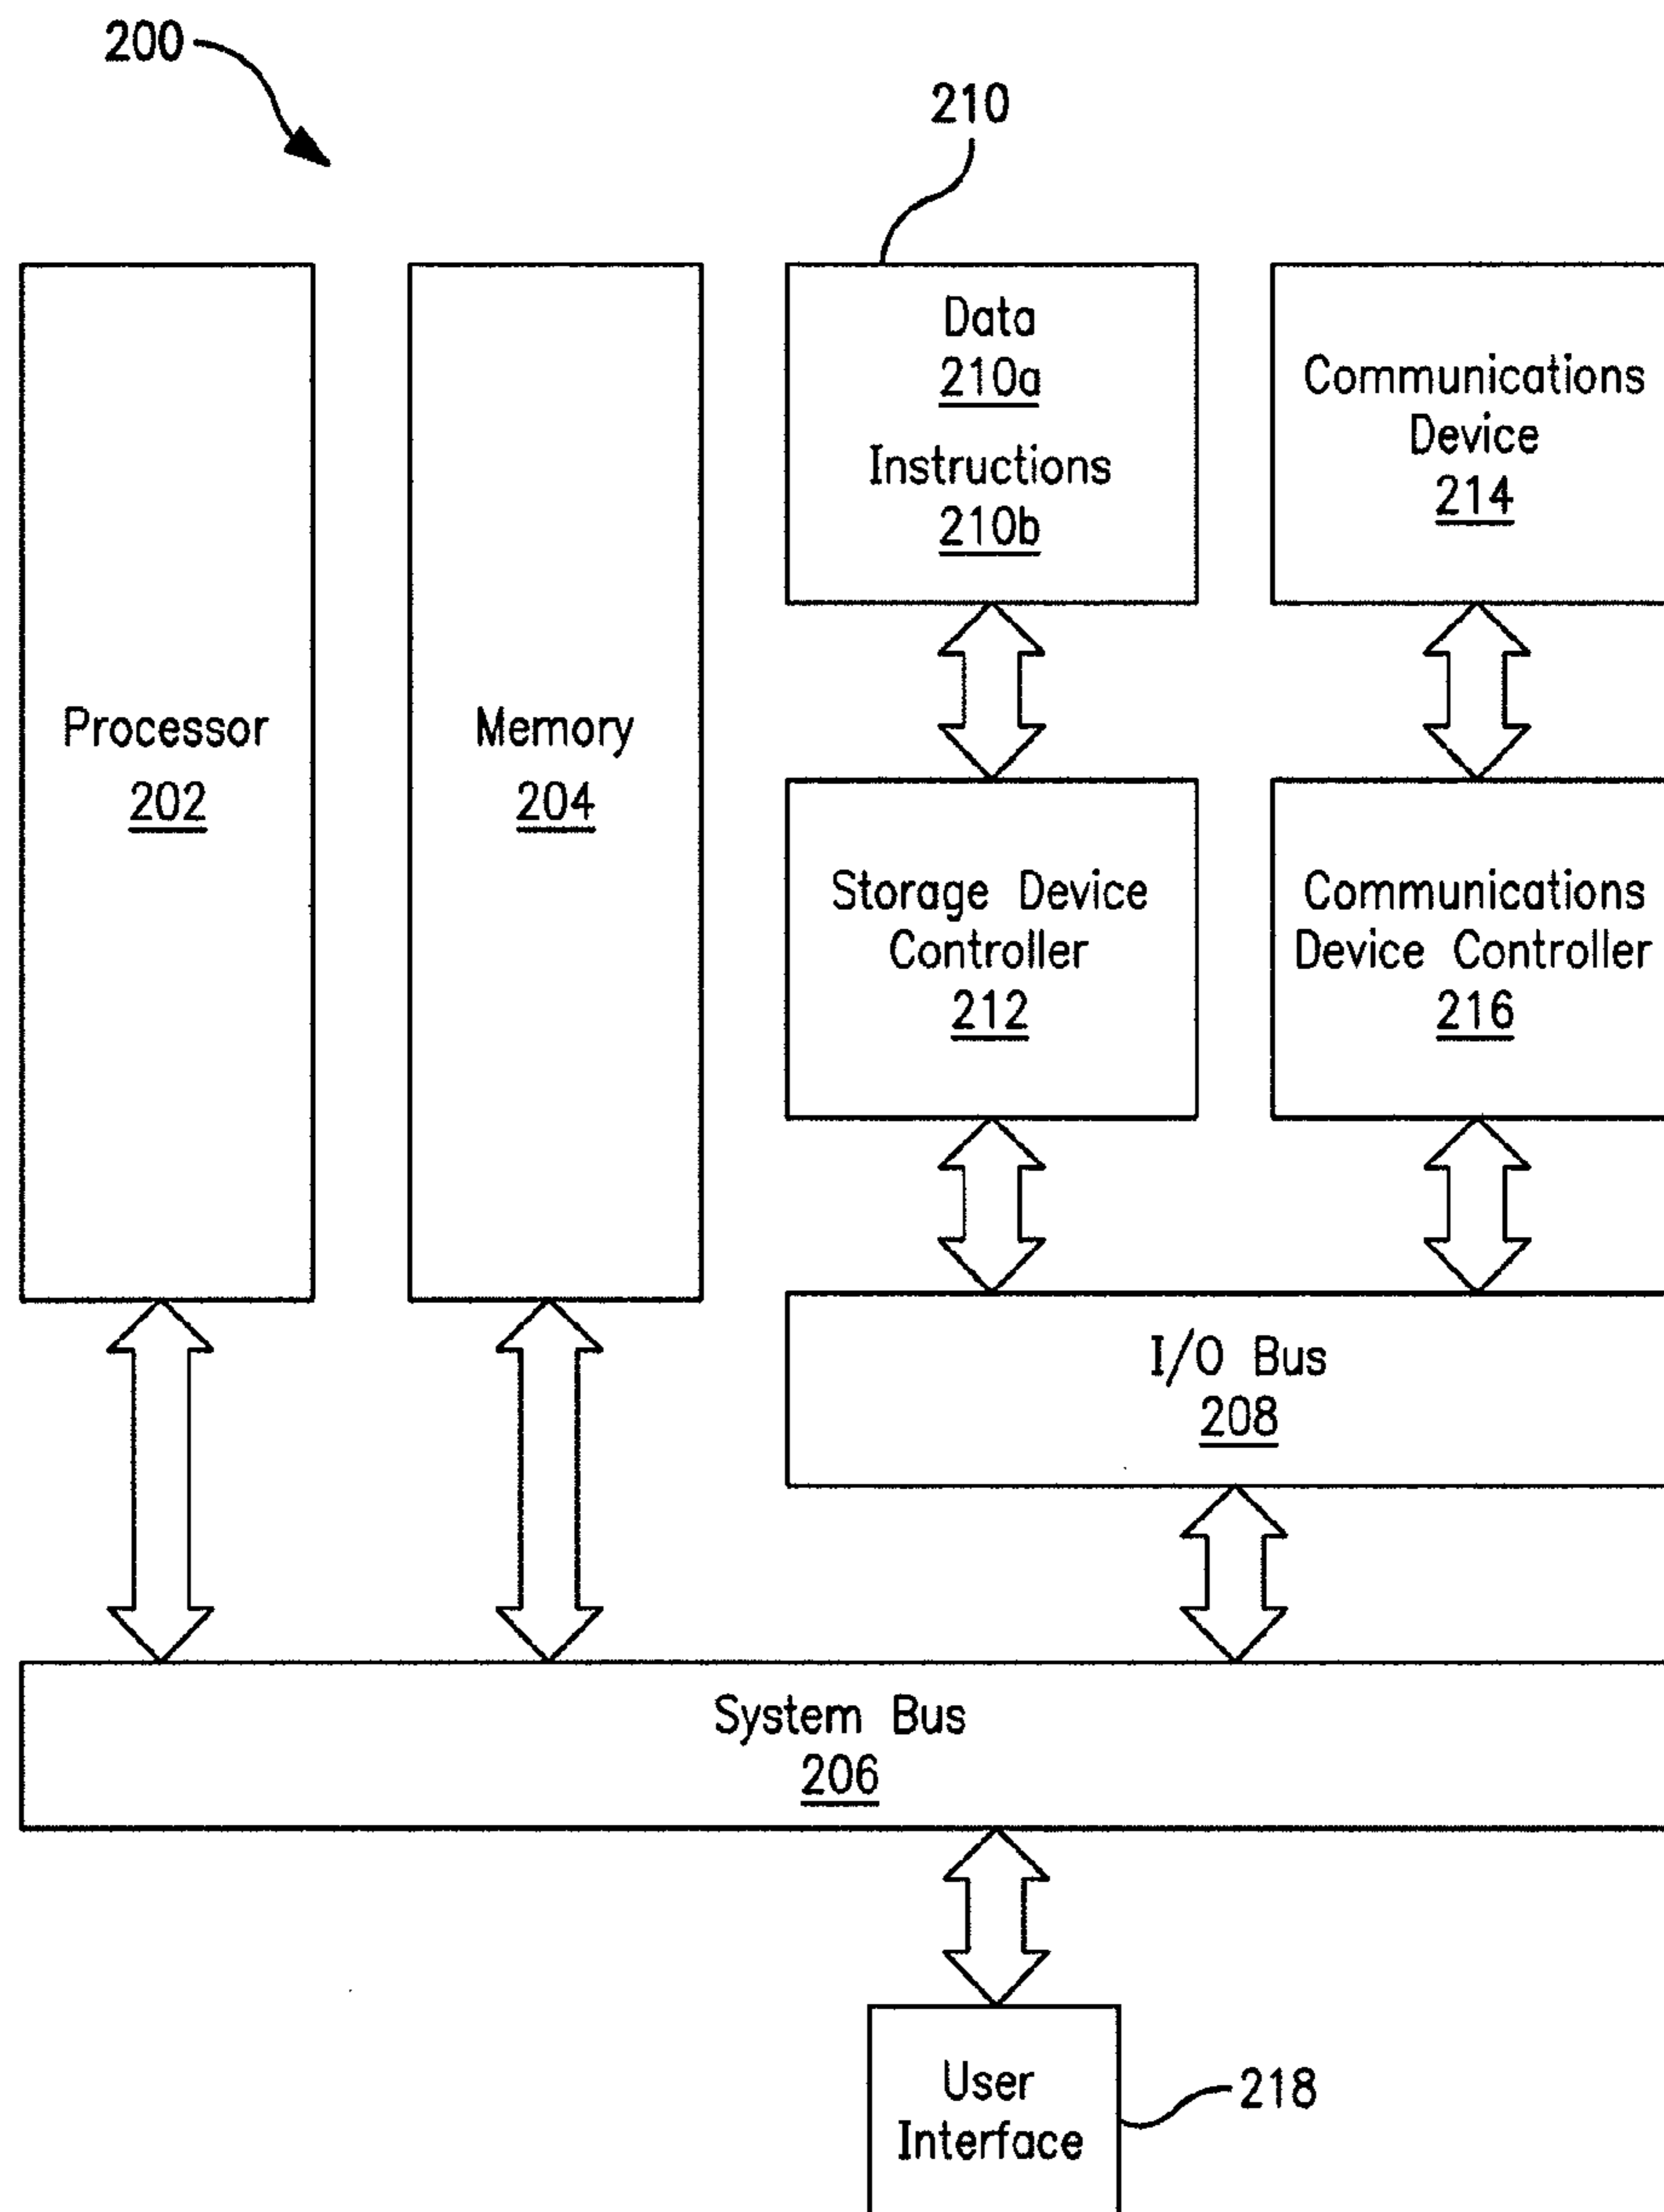 200
210
Data
210a
Instructions
210b
Communications
Device
214
Processor
202
Memory
204
Storage Device
Controller
212
Communications
Device Controller
216
I/O Bus
208
System Bus
206
User
Interface
218